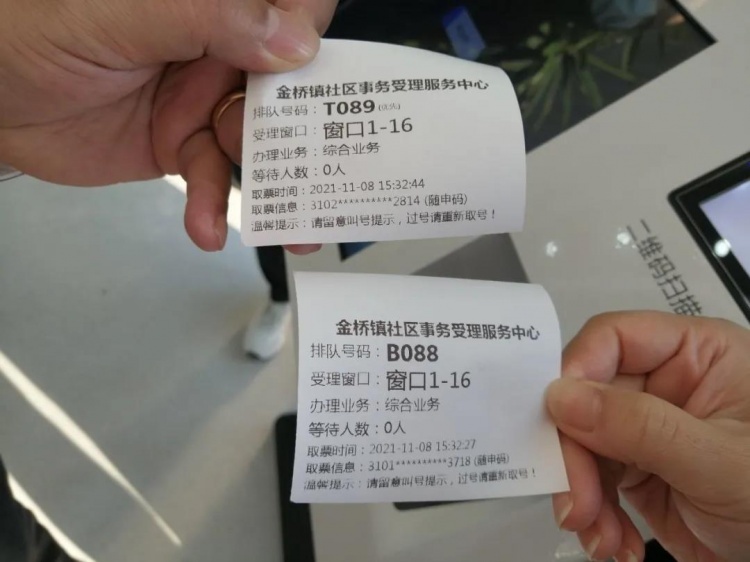 金桥镇社区事务受理服务中心
排队号码：T089(优先)
受理窗口：窗口1-16
办理业务：综合业务
等待人数：0人
取票时间：2021-11-08 15:32:44
取票信息：3102**********2814 (随申码)
温馨提示：请留意叫号提示，过号请重新取号！
金桥镇社区事务受理服务中心
排队号码：B088
受理窗口：窗口1-16
办理业务：综合业务
等待人数：0人
取票时间：2021-11-08 15:32:27
取票信息：3101**********3718 (随申码)
温馨提示：请留意叫号提示，过号请重新取号！
二维码扫描